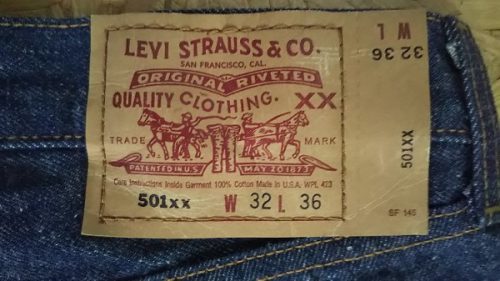 LEVI STRAUSS & CO.
SAN FRANCISCO, CAL.
ORIGINAL RIVETED
QUALITY CLOTHING. XX
TRADE MARK
PATENTED IN U.S. MAY 20 1873
Care Instructions Inside Garment 100% Cotton Made in U.S.A. WPL 423
501XX W 32 L 36
W L
32 36
501XX
SF 146